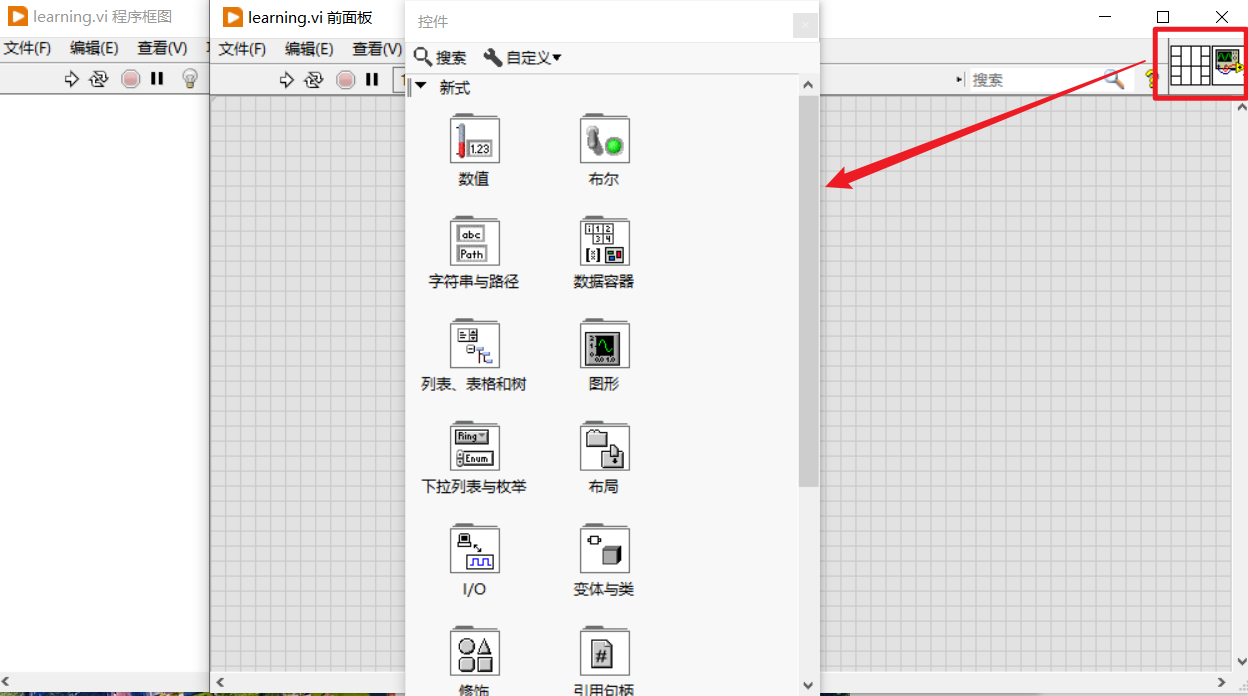 learning.vi 程序框图
文件(F) 编辑(E) 查看(V)
learning.vi 前面板
文件(F) 编辑(E) 查看(V)
控件
搜索 自定义
新式
1.23
数值
布尔
abc
Path
字符串与路径
数据容器
列表、表格和树
图形
Ring
Enum
下拉列表与枚举
布局
I/O
变体与类
#
修饰
引用句柄
搜索
?